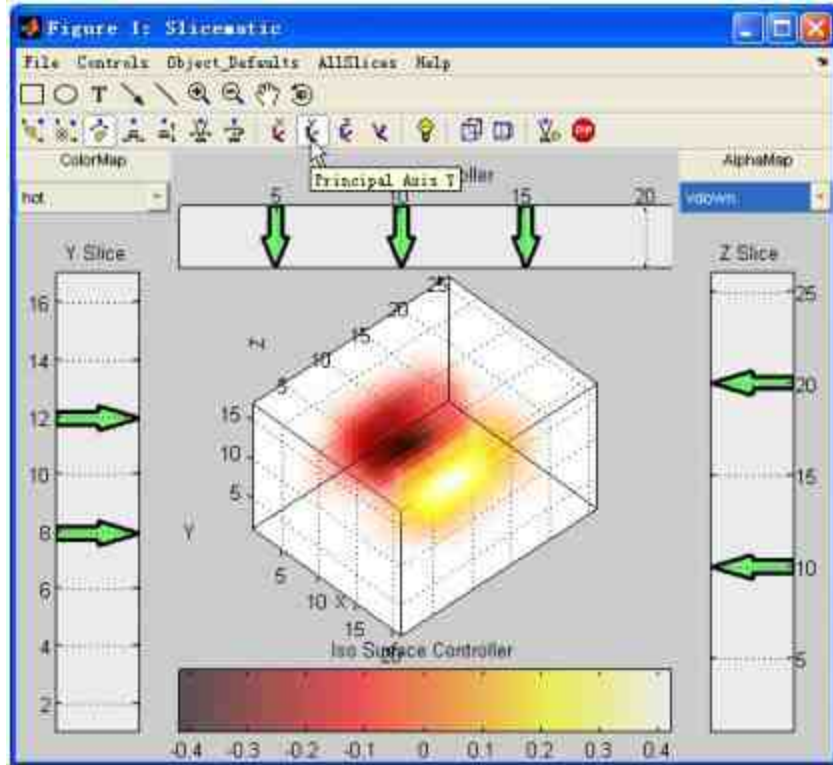 Figure 1: Slicematic
File Controls Object_Defaults AllSlices Help
T
ColorMap
hot
Principal Axis Y
oller
AlphaMap
vdown
5 10 15 20
Y Slice
16
14
12
10
8
6
4
2
Z Slice
25
20
15
10
5
Z
5
10
15
20
25
15
10
5
Y
5
10
X
15
20
Iso Surface Controller
-0.4 -0.3 -0.2 -0.1 0 0.1 0.2 0.3 0.4